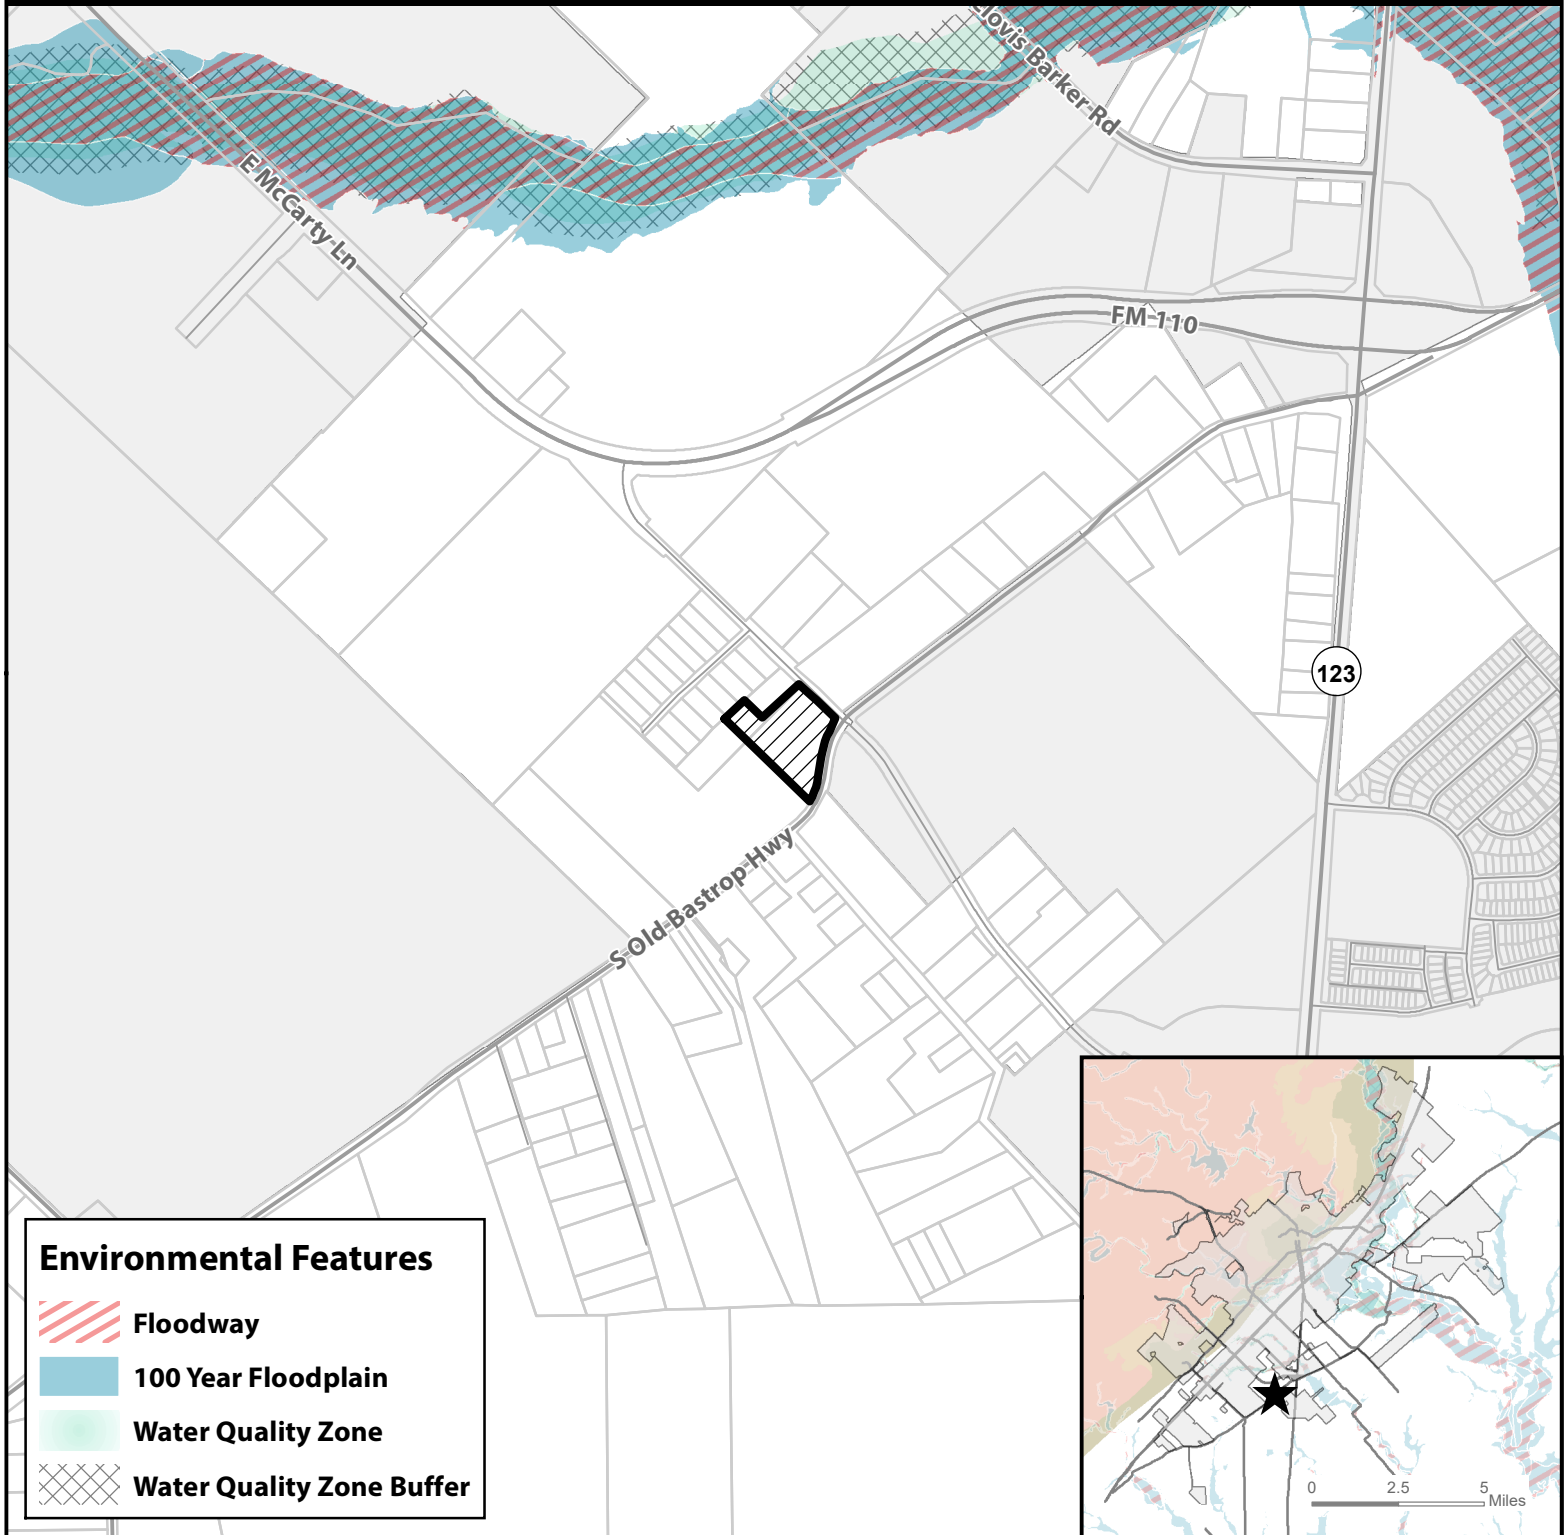 Clovis Barker Rd
E McCarty Ln
FM 110
123
S Old Bastrop Hwy
Environmental Features
Floodway
100 Year Floodplain
Water Quality Zone
Water Quality Zone Buffer
0 2.5 5
Miles